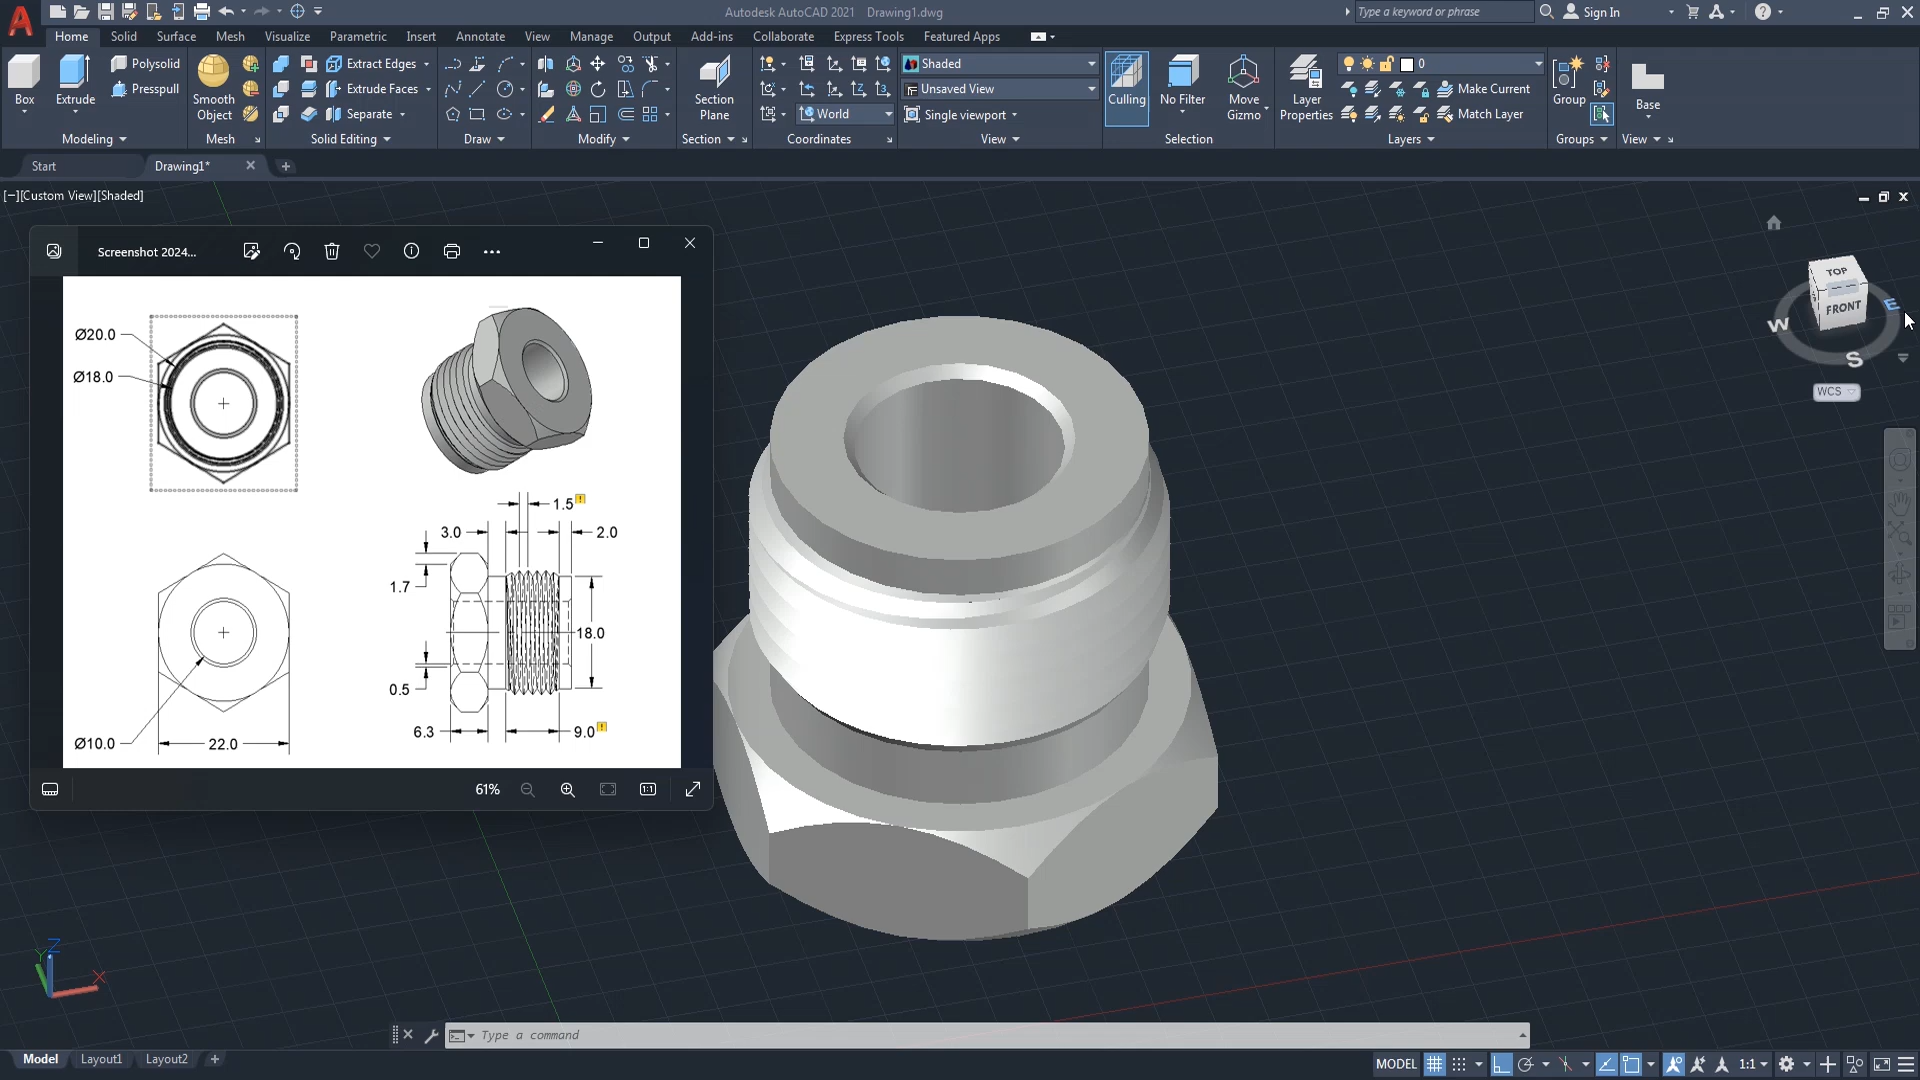 Autodesk AutoCAD 2021 Drawing1.dwg
Type a keyword or phrase
Sign In
Home Solid Surface Mesh Visualize Parametric Insert Annotate View Manage Output Add-ins Collaborate Express Tools Featured Apps
Box
Extrude
Polysolid
Presspull
Modeling
Smooth Object
Mesh
Extract Edges
Extrude Faces
Separate
Solid Editing
Draw
Modify
Section Plane
Section
World
Coordinates
Shaded
Unsaved View
Single viewport
View
Culling
No Filter
Move Gizmo
Selection
Layer Properties
0
Make Current
Match Layer
Layers
Group
Groups
Base
View
Start
Drawing1*
[−][Custom View][Shaded]
Screenshot 2024...
Ø20.0
Ø18.0
1.5
3.0
2.0
1.7
18.0
0.5
6.3
9.0
Ø10.0
22.0
61%
1:1
TOP
FRONT
W
E
S
WCS
Z
Y
X
Type a command
Model
Layout1
Layout2
MODEL
1:1